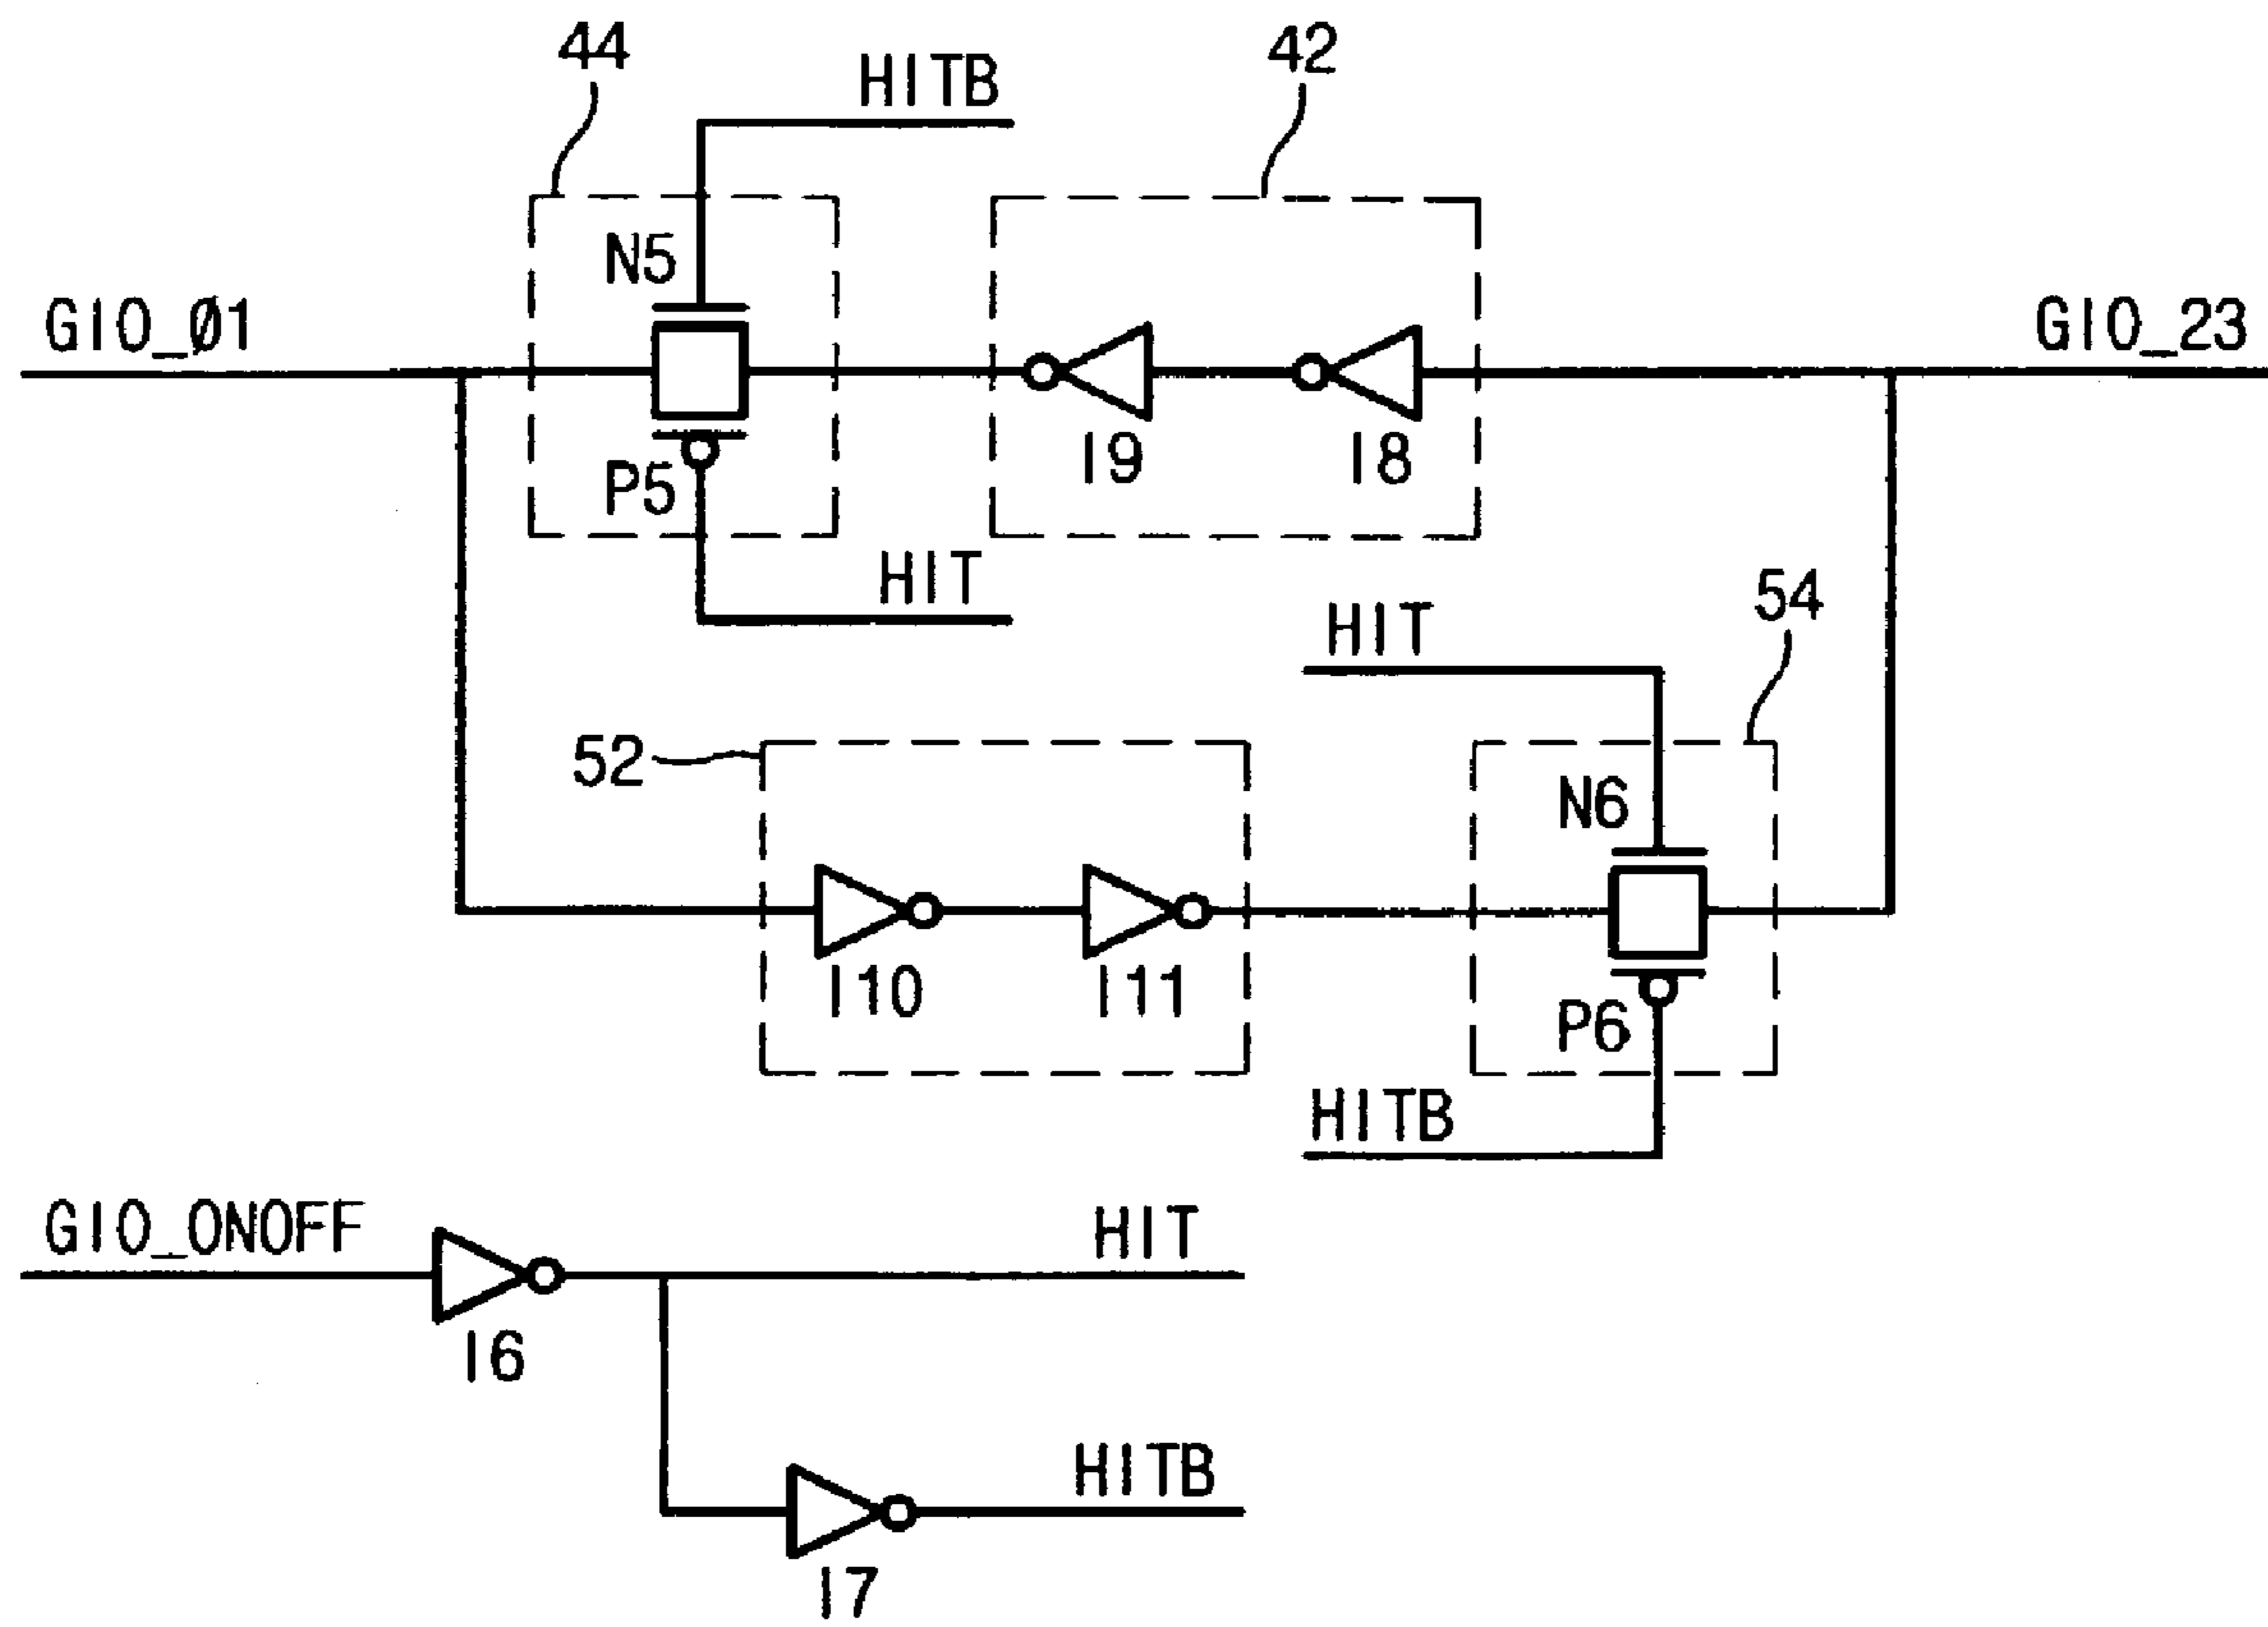 44
42
HITB
N5
GIO_01
GIO_23
I9
I8
P5
HIT
54
HIT
52
N6
I10
I11
P6
HITB
GIO_ONOFF
HIT
I6
HITB
I7